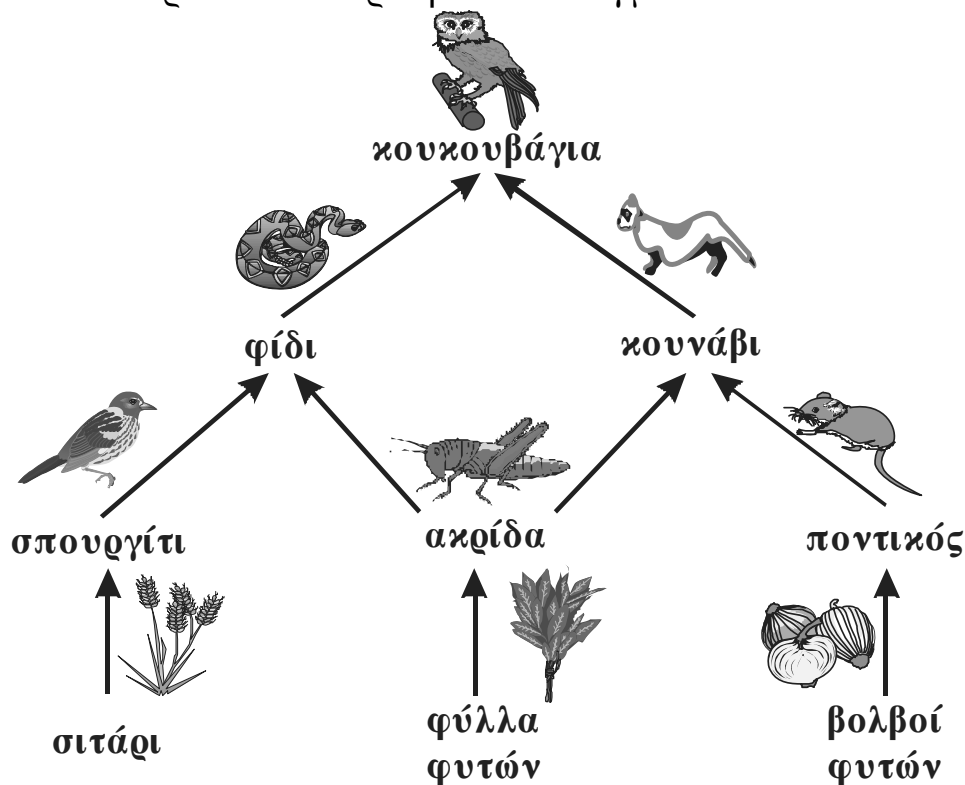 κουκουβάγια
φίδι
κουνάβι
σπουργίτι
ακρίδα
ποντικός
σιτάρι
φύλλα
φυτών
βολβοί
φυτών